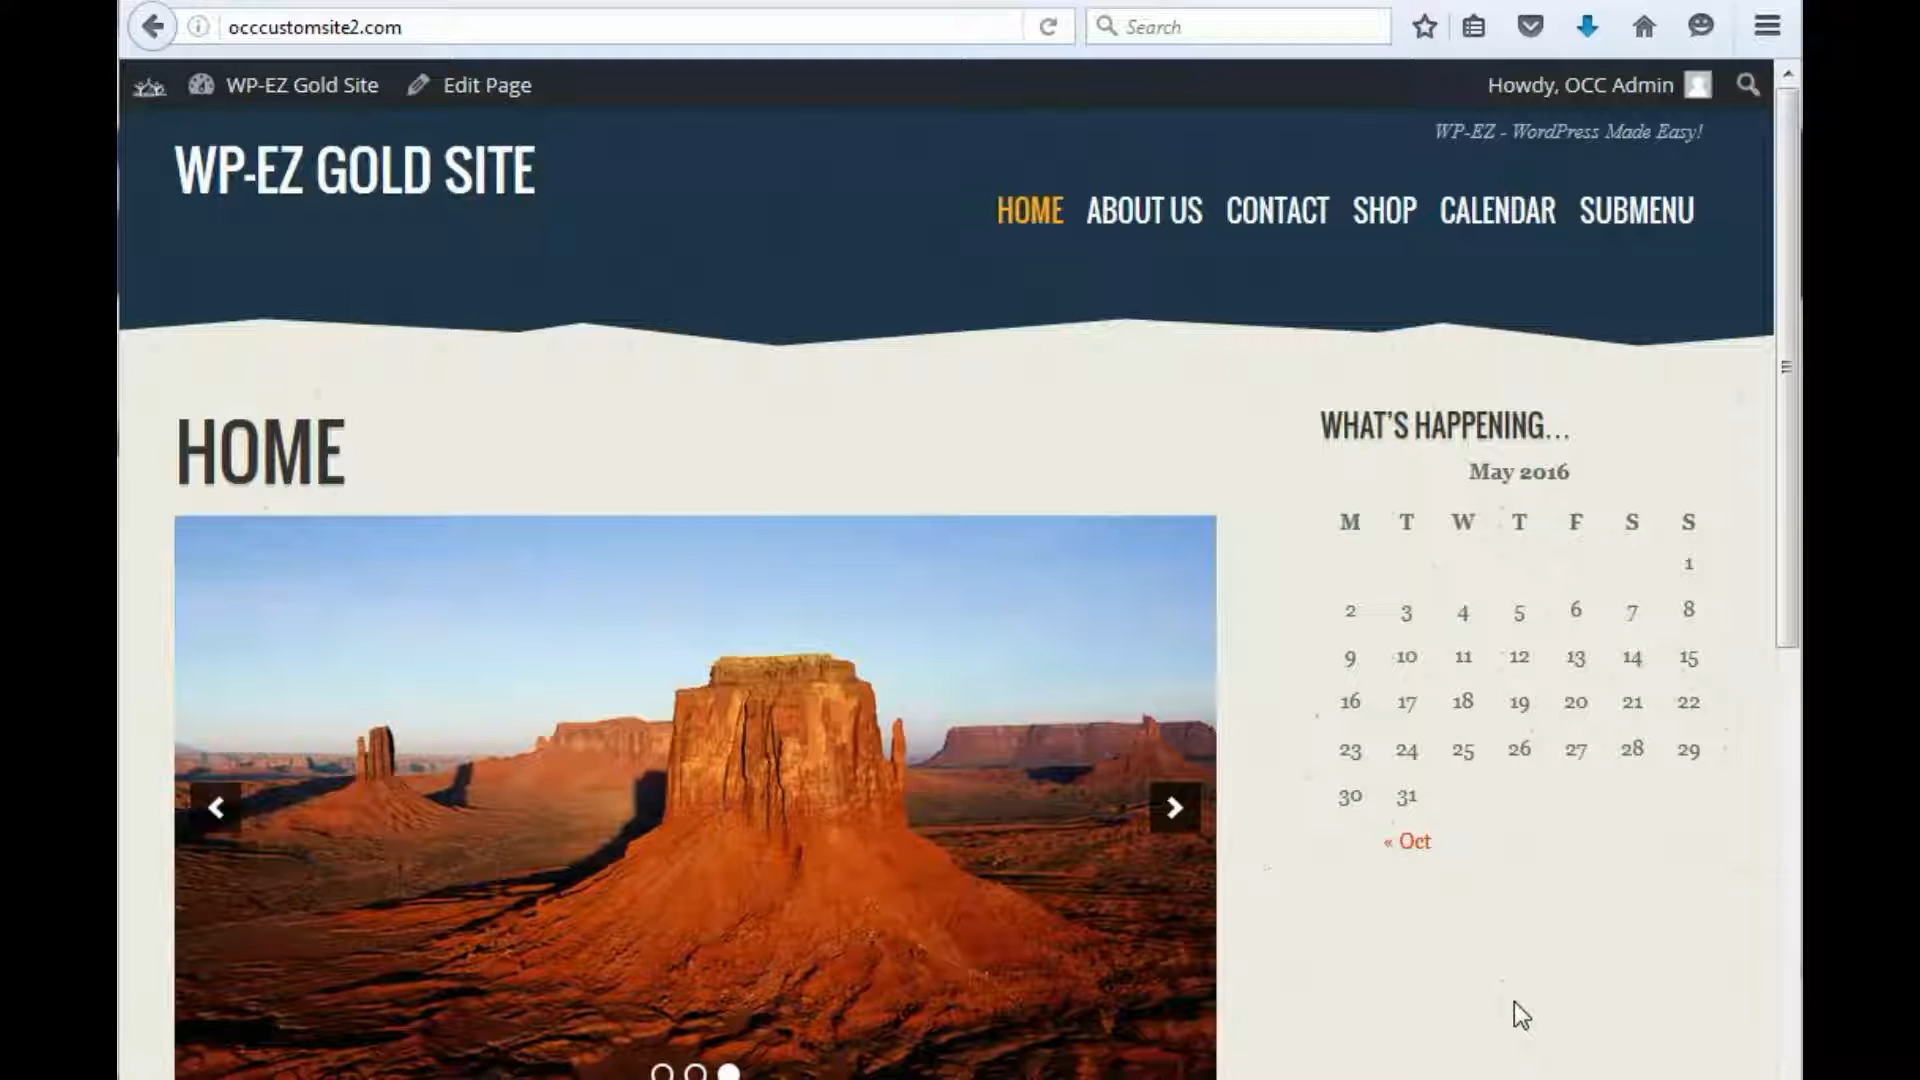 occcustomsite2.com
Search
WP-EZ Gold Site
Edit Page
Howdy, OCC Admin
WP-EZ - WordPress Made Easy!
WP-EZ GOLD SITE
HOME ABOUT US CONTACT SHOP CALENDAR SUBMENU
HOME
WHAT'S HAPPENING...
May 2016
M T W T F S S
1
2 3 4 5 6 7 8
9 10 11 12 13 14 15
16 17 18 19 20 21 22
23 24 25 26 27 28 29
30 31
« Oct